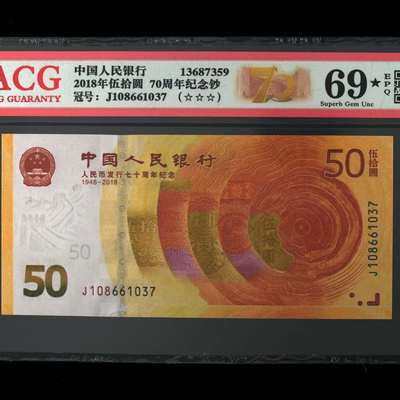 ACG
NG GUARANTY
中国人民银行 13687359
2018年伍拾圆 70周年纪念钞
冠号：J108661037 (☆☆☆)
70
69★ EPQ
Superb Gem Unc
中国人民银行
人民币发行七十周年纪念
1948-2018
50 伍拾圆
50
50
J108661037
J108661037